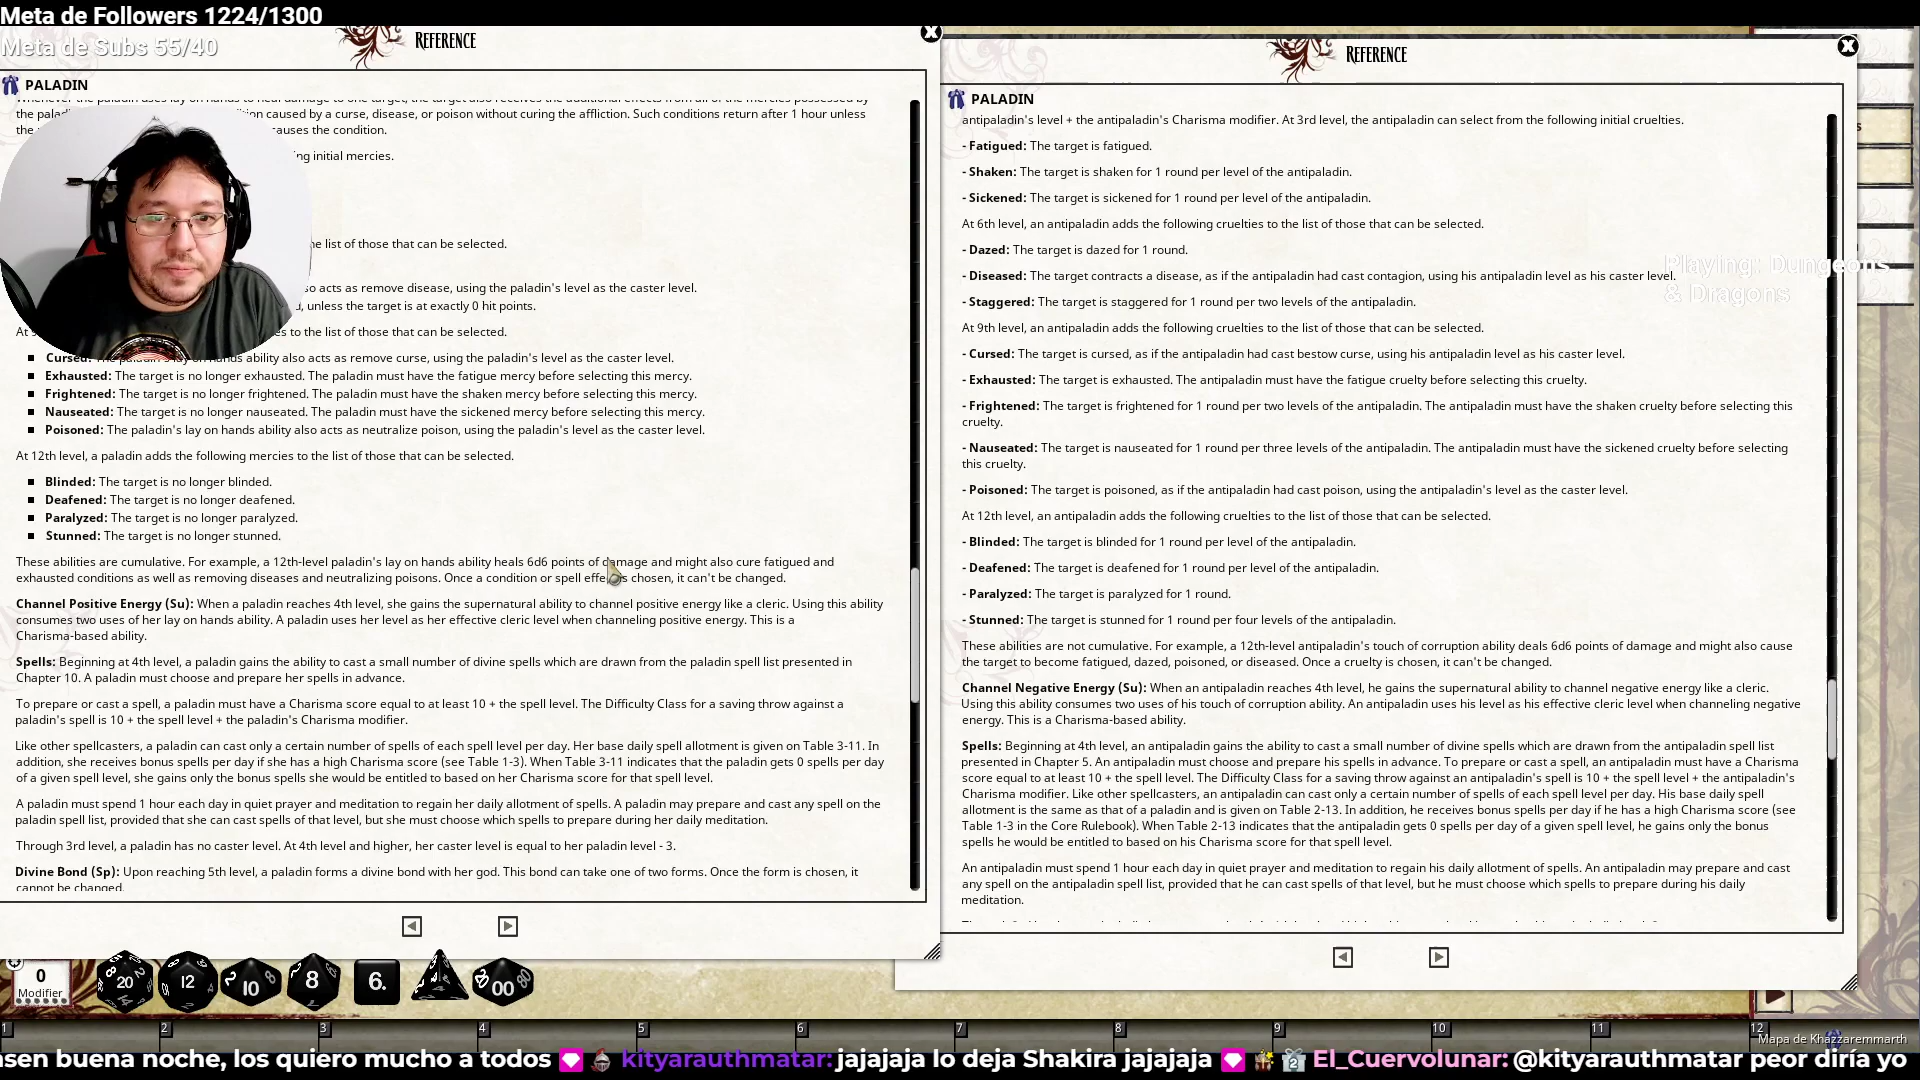 Meta de Followers 1224/1300
Meta de Subs 55/40
REFERENCE
PALADIN
Whenever the paladin uses lay on hands to heal damage to one target, the target also receives the additional effects from all of the mercies possessed by
the palad caused by a curse, disease, or poison without curing the affliction. Such conditions return after 1 hour unless
the causes the condition.
initial mercies.
he list of those that can be selected.
so acts as remove disease, using the paladin's level as the caster level.
unless the target is at exactly 0 hit points.
At to the list of those that can be selected.
■ Cursed: The paladin's lay on hands ability also acts as remove curse, using the paladin's level as the caster level.
■ Exhausted: The target is no longer exhausted. The paladin must have the fatigue mercy before selecting this mercy.
■ Frightened: The target is no longer frightened. The paladin must have the shaken mercy before selecting this mercy.
■ Nauseated: The target is no longer nauseated. The paladin must have the sickened mercy before selecting this mercy.
■ Poisoned: The paladin's lay on hands ability also acts as neutralize poison, using the paladin's level as the caster level.
At 12th level, a paladin adds the following mercies to the list of those that can be selected.
■ Blinded: The target is no longer blinded.
■ Deafened: The target is no longer deafened.
■ Paralyzed: The target is no longer paralyzed.
■ Stunned: The target is no longer stunned.
These abilities are cumulative. For example, a 12th-level paladin's lay on hands ability heals 6d6 points of damage and might also cure fatigued and
exhausted conditions as well as removing diseases and neutralizing poisons. Once a condition or spell effect is chosen, it can't be changed.
Channel Positive Energy (Su): When a paladin reaches 4th level, she gains the supernatural ability to channel positive energy like a cleric. Using this ability
consumes two uses of her lay on hands ability. A paladin uses her level as her effective cleric level when channeling positive energy. This is a
Charisma-based ability.
Spells: Beginning at 4th level, a paladin gains the ability to cast a small number of divine spells which are drawn from the paladin spell list presented in
Chapter 10. A paladin must choose and prepare her spells in advance.
To prepare or cast a spell, a paladin must have a Charisma score equal to at least 10 + the spell level. The Difficulty Class for a saving throw against a
paladin's spell is 10 + the spell level + the paladin's Charisma modifier.
Like other spellcasters, a paladin can cast only a certain number of spells of each spell level per day. Her base daily spell allotment is given on Table 3-11. In
addition, she receives bonus spells per day if she has a high Charisma score (see Table 1-3). When Table 3-11 indicates that the paladin gets 0 spells per day
of a given spell level, she gains only the bonus spells she would be entitled to based on her Charisma score for that spell level.
A paladin must spend 1 hour each day in quiet prayer and meditation to regain her daily allotment of spells. A paladin may prepare and cast any spell on the
paladin spell list, provided that she can cast spells of that level, but she must choose which spells to prepare during her daily meditation.
Through 3rd level, a paladin has no caster level. At 4th level and higher, her caster level is equal to her paladin level - 3.
Divine Bond (Sp): Upon reaching 5th level, a paladin forms a divine bond with her god. This bond can take one of two forms. Once the form is chosen, it
cannot be changed.
REFERENCE
PALADIN
antipaladin's level + the antipaladin's Charisma modifier. At 3rd level, the antipaladin can select from the following initial cruelties.
- Fatigued: The target is fatigued.
- Shaken: The target is shaken for 1 round per level of the antipaladin.
- Sickened: The target is sickened for 1 round per level of the antipaladin.
At 6th level, an antipaladin adds the following cruelties to the list of those that can be selected.
- Dazed: The target is dazed for 1 round.
- Diseased: The target contracts a disease, as if the antipaladin had cast contagion, using his antipaladin level as his caster level.
- Staggered: The target is staggered for 1 round per two levels of the antipaladin.
At 9th level, an antipaladin adds the following cruelties to the list of those that can be selected.
- Cursed: The target is cursed, as if the antipaladin had cast bestow curse, using his antipaladin level as his caster level.
- Exhausted: The target is exhausted. The antipaladin must have the fatigue cruelty before selecting this cruelty.
- Frightened: The target is frightened for 1 round per two levels of the antipaladin. The antipaladin must have the shaken cruelty before selecting this
cruelty.
- Nauseated: The target is nauseated for 1 round per three levels of the antipaladin. The antipaladin must have the sickened cruelty before selecting
this cruelty.
- Poisoned: The target is poisoned, as if the antipaladin had cast poison, using the antipaladin's level as the caster level.
At 12th level, an antipaladin adds the following cruelties to the list of those that can be selected.
- Blinded: The target is blinded for 1 round per level of the antipaladin.
- Deafened: The target is deafened for 1 round per level of the antipaladin.
- Paralyzed: The target is paralyzed for 1 round.
- Stunned: The target is stunned for 1 round per four levels of the antipaladin.
These abilities are not cumulative. For example, a 12th-level antipaladin's touch of corruption ability deals 6d6 points of damage and might also cause
the target to become fatigued, dazed, poisoned, or diseased. Once a cruelty is chosen, it can't be changed.
Channel Negative Energy (Su): When an antipaladin reaches 4th level, he gains the supernatural ability to channel negative energy like a cleric.
Using this ability consumes two uses of his touch of corruption ability. An antipaladin uses his level as his effective cleric level when channeling negative
energy. This is a Charisma-based ability.
Spells: Beginning at 4th level, an antipaladin gains the ability to cast a small number of divine spells which are drawn from the antipaladin spell list
presented in Chapter 5. An antipaladin must choose and prepare his spells in advance. To prepare or cast a spell, an antipaladin must have a Charisma
score equal to at least 10 + the spell level. The Difficulty Class for a saving throw against an antipaladin's spell is 10 + the spell level + the antipaladin's
Charisma modifier. Like other spellcasters, an antipaladin can cast only a certain number of spells of each spell level per day. His base daily spell
allotment is the same as that of a paladin and is given on Table 2-13. In addition, he receives bonus spells per day if he has a high Charisma score (see
Table 1-3 in the Core Rulebook). When Table 2-13 indicates that the antipaladin gets 0 spells per day of a given spell level, he gains only the bonus
spells he would be entitled to based on his Charisma score for that spell level.
An antipaladin must spend 1 hour each day in quiet prayer and meditation to regain his daily allotment of spells. An antipaladin may prepare and cast
any spell on the antipaladin spell list, provided that he can cast spells of that level, but he must choose which spells to prepare during his daily
meditation.
Playing: Dungeons
& Dragons
0
Modifier
20 12 10 8 6. 00
1 2 3 4 5 6 7 8 9 10 11 12
Mapa de Khazzaremmarth
asen buena noche, los quiero mucho a todos kityarauthmatar: jajajaja lo deja Shakira jajajaja 2 El_Cuervolunar: @kityarauthmatar peor diría yo